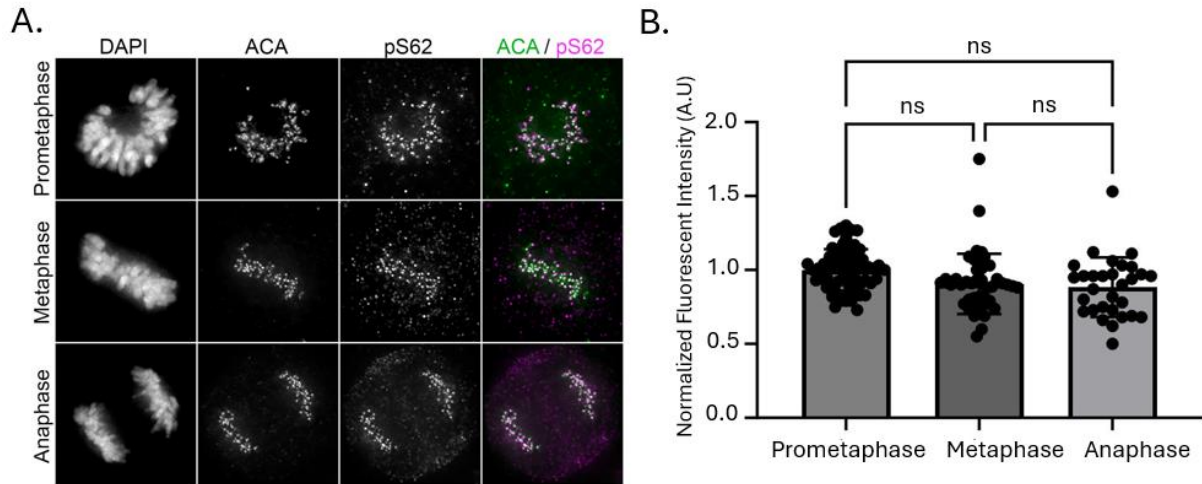 A.
DAPI ACA pS62 ACA / pS62
Prometaphase
Metaphase
Anaphase
B.
ns
ns ns
Normalized Fluorescent Intensity (A.U)
2.0
1.5
1.0
0.5
0.0
Prometaphase Metaphase Anaphase